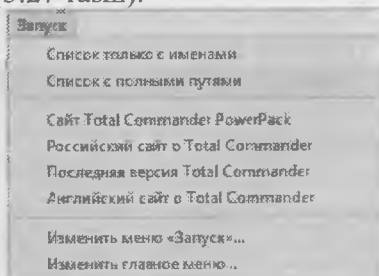 Запуск
Список только с именами
Список с полными путями
Сайт Total Commander PowerPack
Российский сайт о Total Commander
Последняя версия Total Commander
Английский сайт о Total Commander
Изменить меню «Запуск»...
Изменить главное меню...